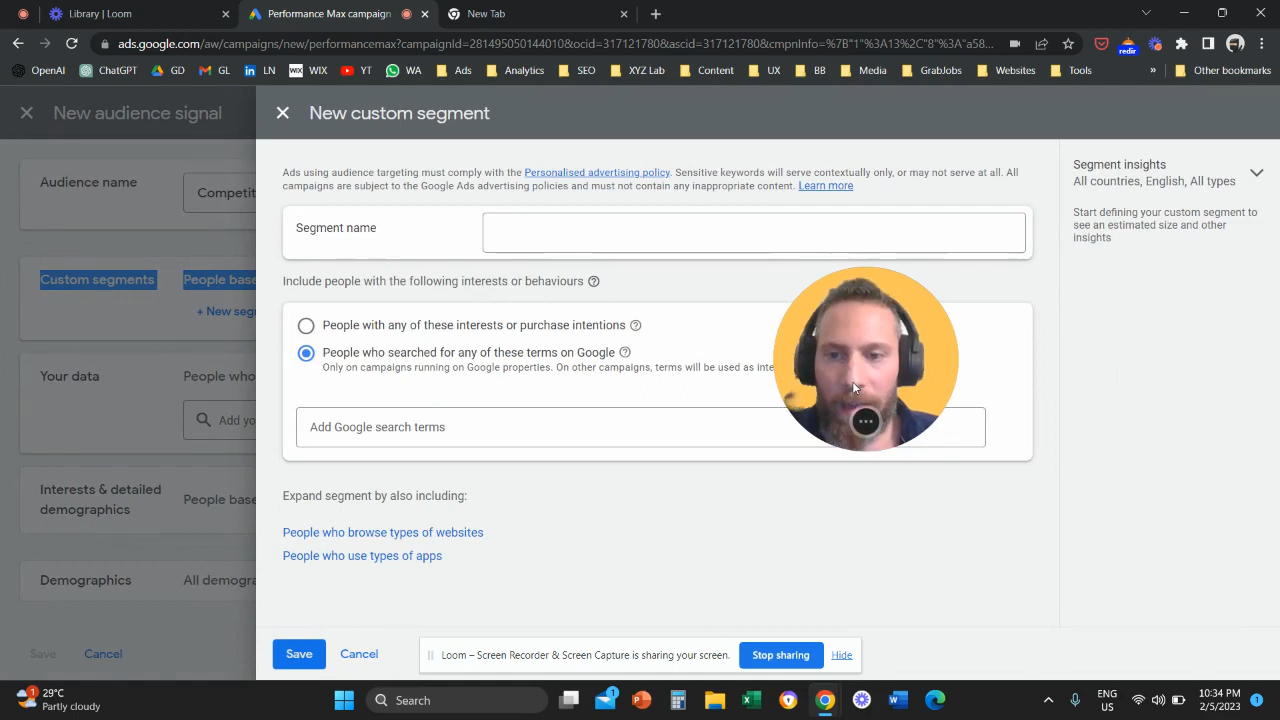 Library | Loom
Performance Max campaign
New Tab
ads.google.com/aw/campaigns/new/performancemax?campaignId=281495050144010&ocid=317121780&ascid=317121780&cmpnInfo=%7B"1"%3A13%2C"8"%3A"a58...
redir
OpenAI
ChatGPT
GD
GL
LN
WIX
WIX
YT
WA
Ads
Analytics
SEO
XYZ Lab
Content
UX
BB
Media
GrabJobs
Websites
Tools
»
Other bookmarks
New audience signal
New custom segment
Audience name
Competit
Custom segments
People base
+ New seg
Your data
People who
Add yo
Interests & detailed
demographics
People base
Demographics
All demogra
Save
Cancel
Ads using audience targeting must comply with the Personalised advertising policy. Sensitive keywords will serve contextually only, or may not serve at all. All
campaigns are subject to the Google Ads advertising policies and must not contain any inappropriate content. Learn more
Segment name
Include people with the following interests or behaviours
People with any of these interests or purchase intentions
People who searched for any of these terms on Google
Only on campaigns running on Google properties. On other campaigns, terms will be used as inte
Add Google search terms
Expand segment by also including:
People who browse types of websites
People who use types of apps
Save
Cancel
Segment insights
All countries, English, All types
Start defining your custom segment to
see an estimated size and other
insights
Loom – Screen Recorder & Screen Capture is sharing your screen.
Stop sharing
Hide
1
29°C
Partly cloudy
Search
1
ENG
US
10:34 PM
2/5/2023
1